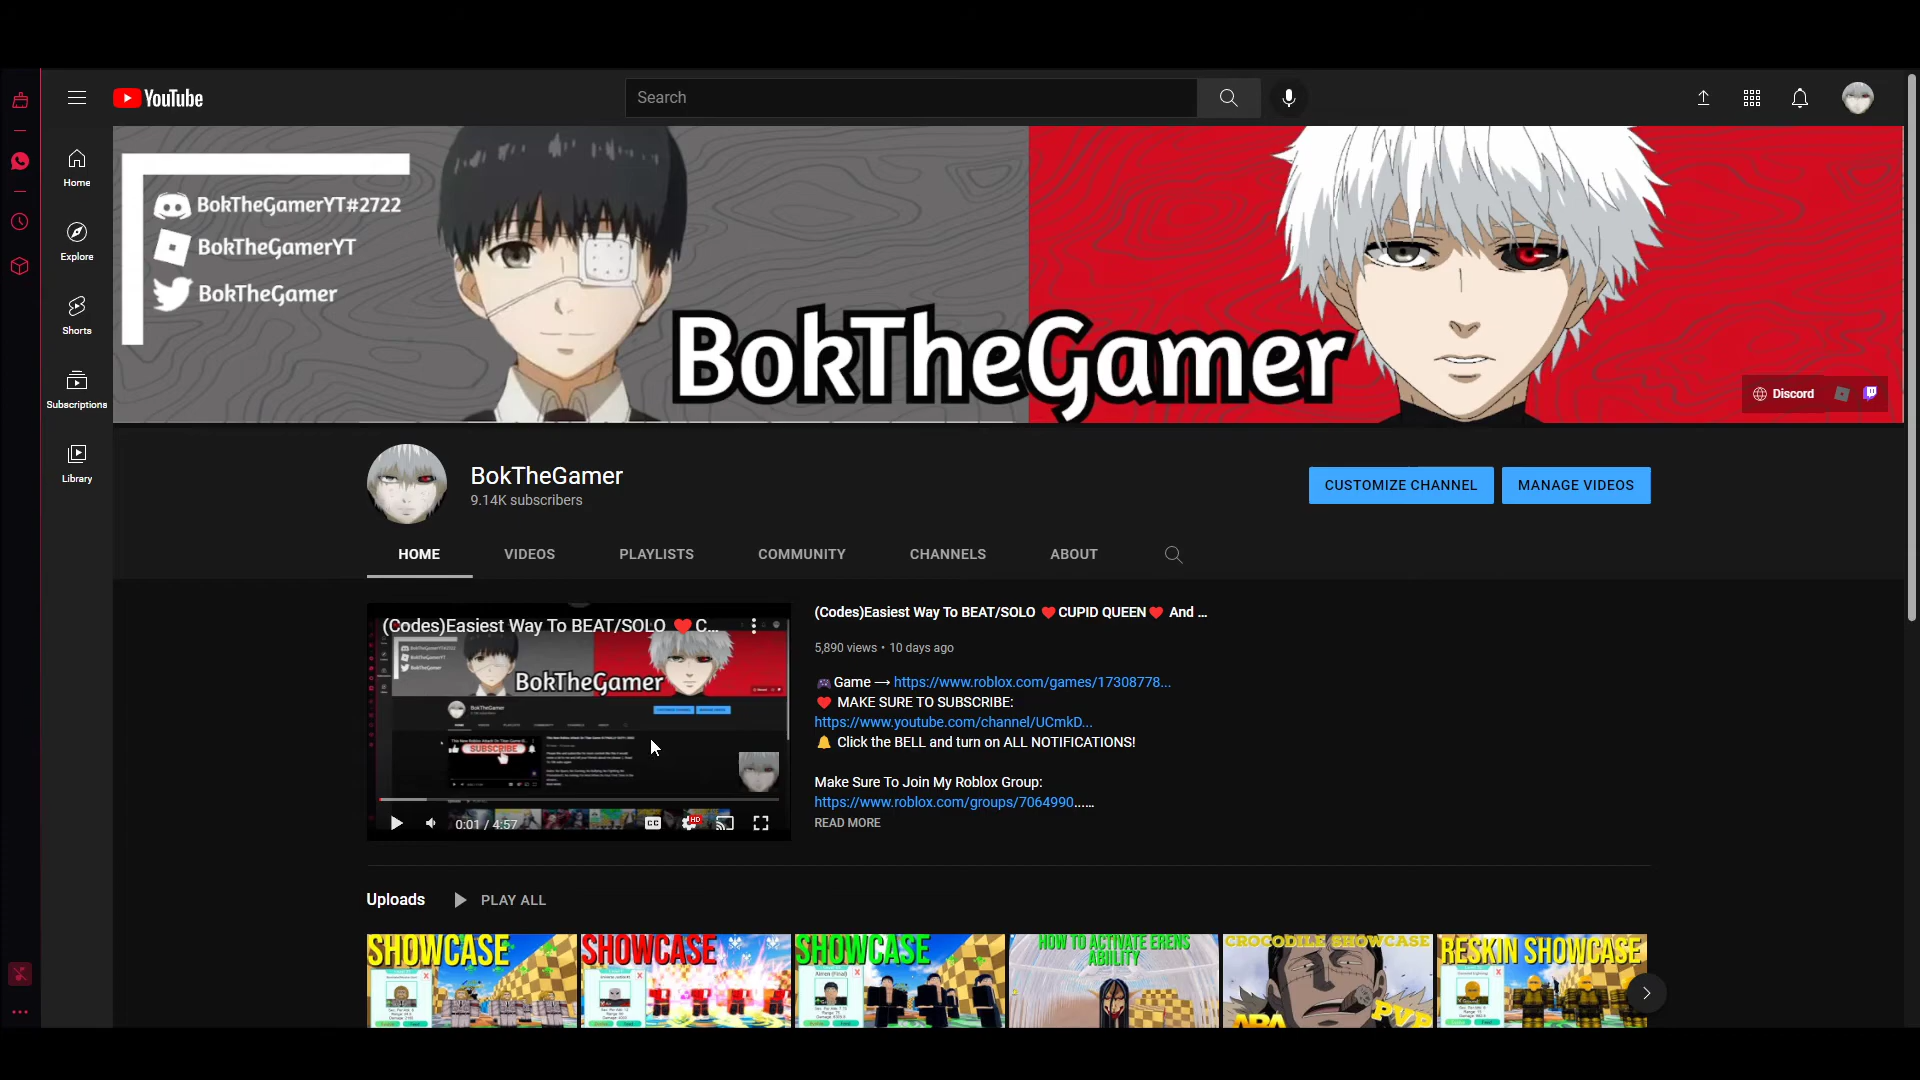 YouTube
Search
Home
Explore
Shorts
Subscriptions
Library
BokTheGamerYT#2722
BokTheGamerYT
BokTheGamer
BokTheGamer
Discord
BokTheGamer
9.14K subscribers
CUSTOMIZE CHANNEL
MANAGE VIDEOS
HOME
VIDEOS
PLAYLISTS
COMMUNITY
CHANNELS
ABOUT
(Codes)Easiest Way To BEAT/SOLO ❤️C...
BokTheGamer
SUBSCRIBE
0:01 / 4:57
CC
HD
(Codes)Easiest Way To BEAT/SOLO ❤️CUPID QUEEN❤️ And ...
5,890 views • 10 days ago
🎮Game → https://www.roblox.com/games/17308778...
❤️ MAKE SURE TO SUBSCRIBE:
https://www.youtube.com/channel/UCmkD...
🔔 Click the BELL and turn on ALL NOTIFICATIONS!
Make Sure To Join My Roblox Group:
https://www.roblox.com/groups/7064990......
READ MORE
Uploads
PLAY ALL
SHOWCASE
SHOWCASE
SHOWCASE
HOW TO ACTIVATE ERENS
ABILITY
CROCODILE SHOWCASE
PVP
RESKIN SHOWCASE